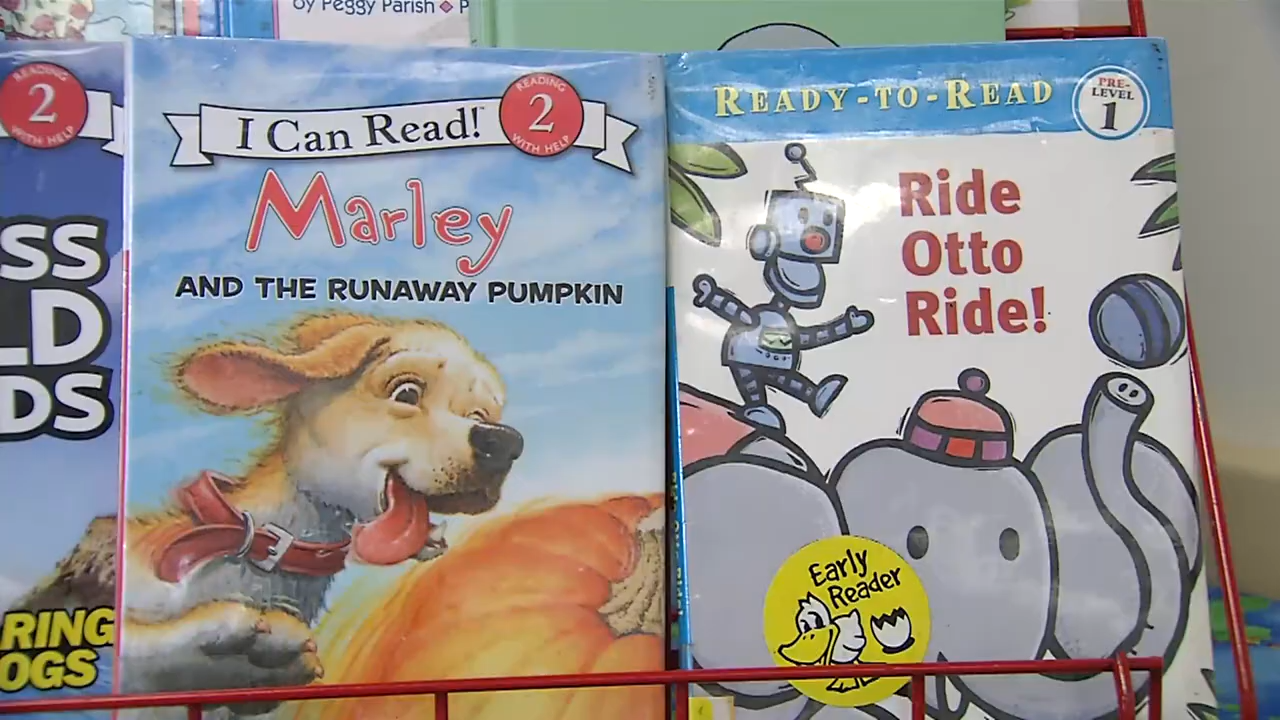 by Peggy Parish
READING
2
WITH HELP
SS
LD
DS
RING
OGS
I Can Read!™
READING
2
WITH HELP
Marley
AND THE RUNAWAY PUMPKIN
READY-TO-READ
PRE-
LEVEL
1
Ride
Otto
Ride!
Early
Reader